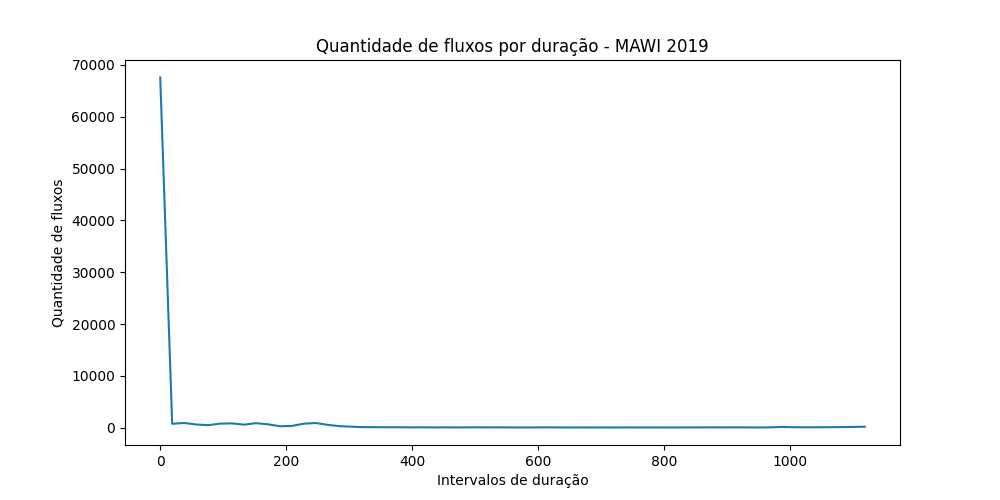 Quantidade de fluxos por duração - MAWI 2019
Quantidade de fluxos
70000
60000
50000
40000
30000
20000
10000
0
0 200 400 600 800 1000
Intervalos de duração